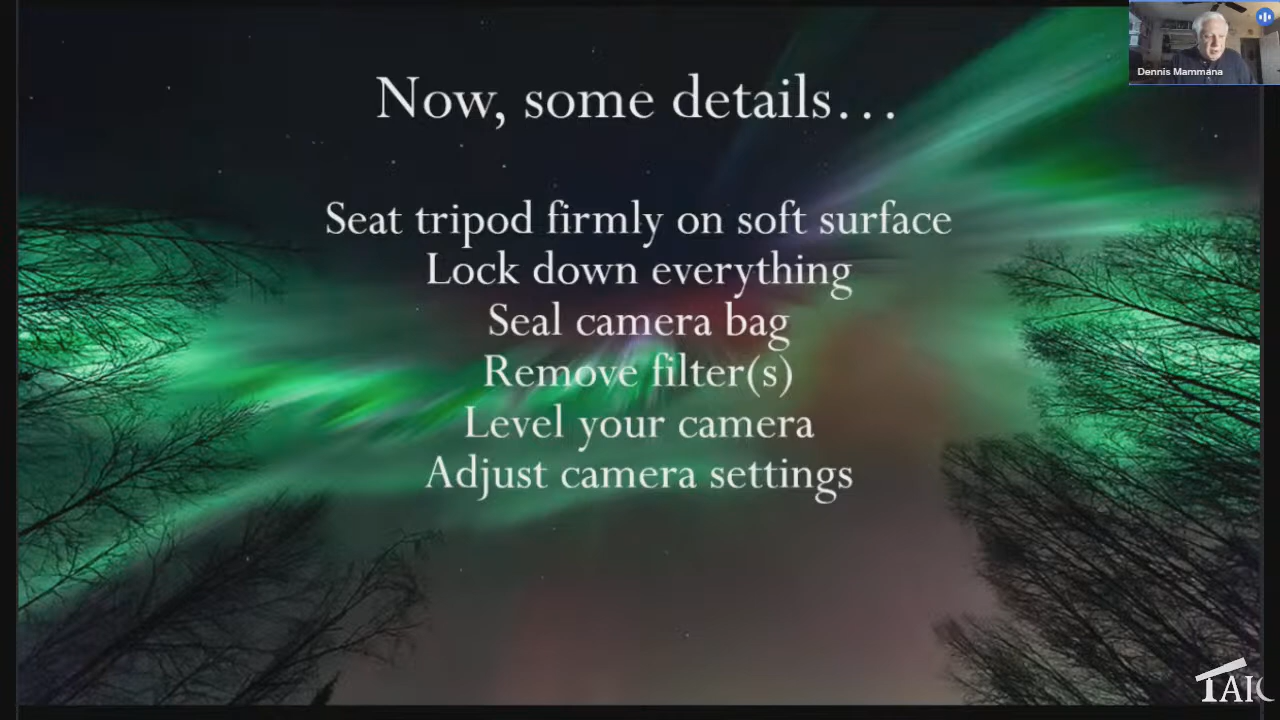 Dennis Mammana
Now, some details…
Seat tripod firmly on soft surface
Lock down everything
Seal camera bag
Remove filter(s)
Level your camera
Adjust camera settings
TAIC